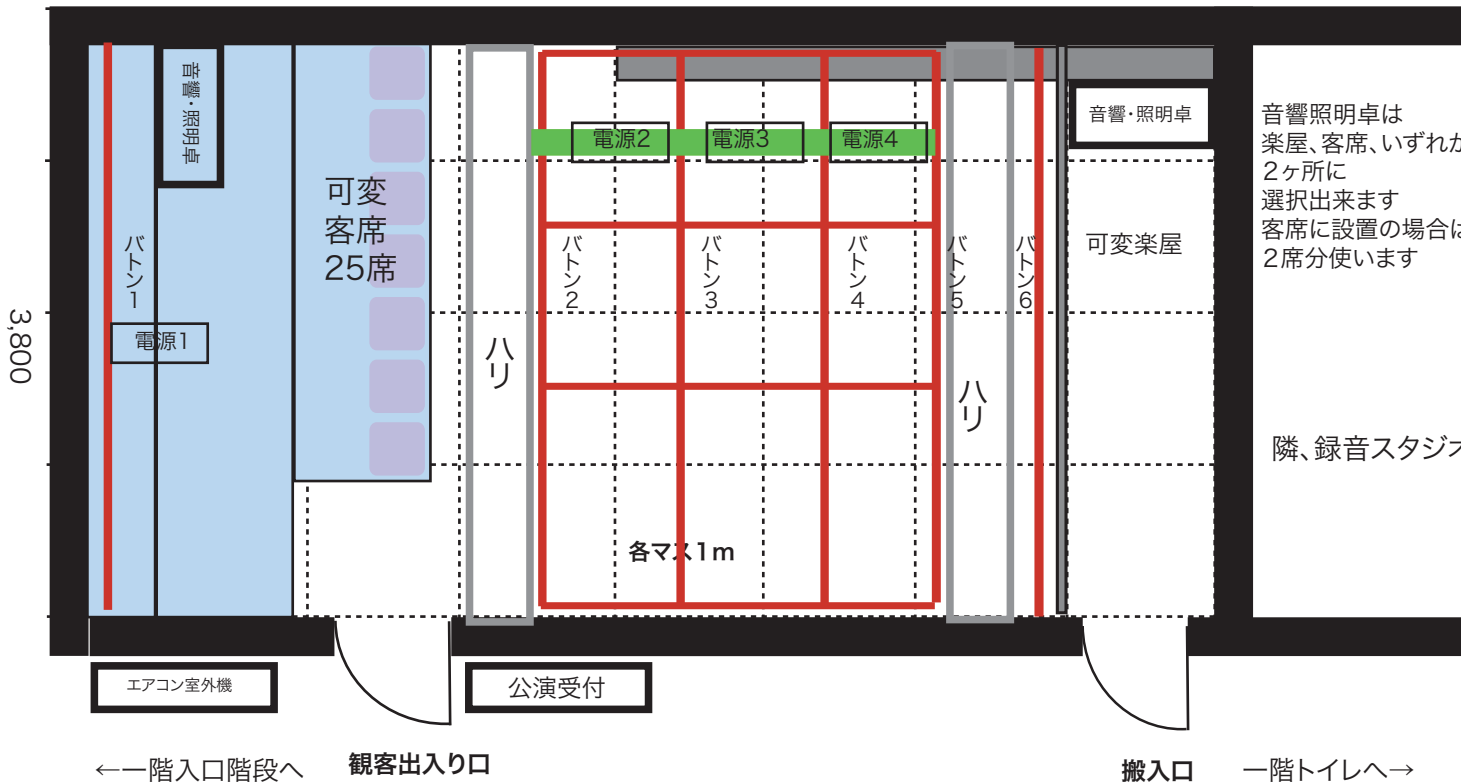 音響・照明卓
可変
客席
25席
バトン1
電源1
3,800
ハリ
電源2
電源3
電源4
バトン2
バトン3
バトン4
バトン5
バトン6
ハリ
各マス1m
音響・照明卓
可変楽屋
音響照明卓は
楽屋、客席、いずれか
2ヶ所に
選択出来ます
客席に設置の場合は
2席分使います
隣、録音スタジオ
エアコン室外機
公演受付
←一階入口階段へ
観客出入り口
搬入口
一階トイレへ→